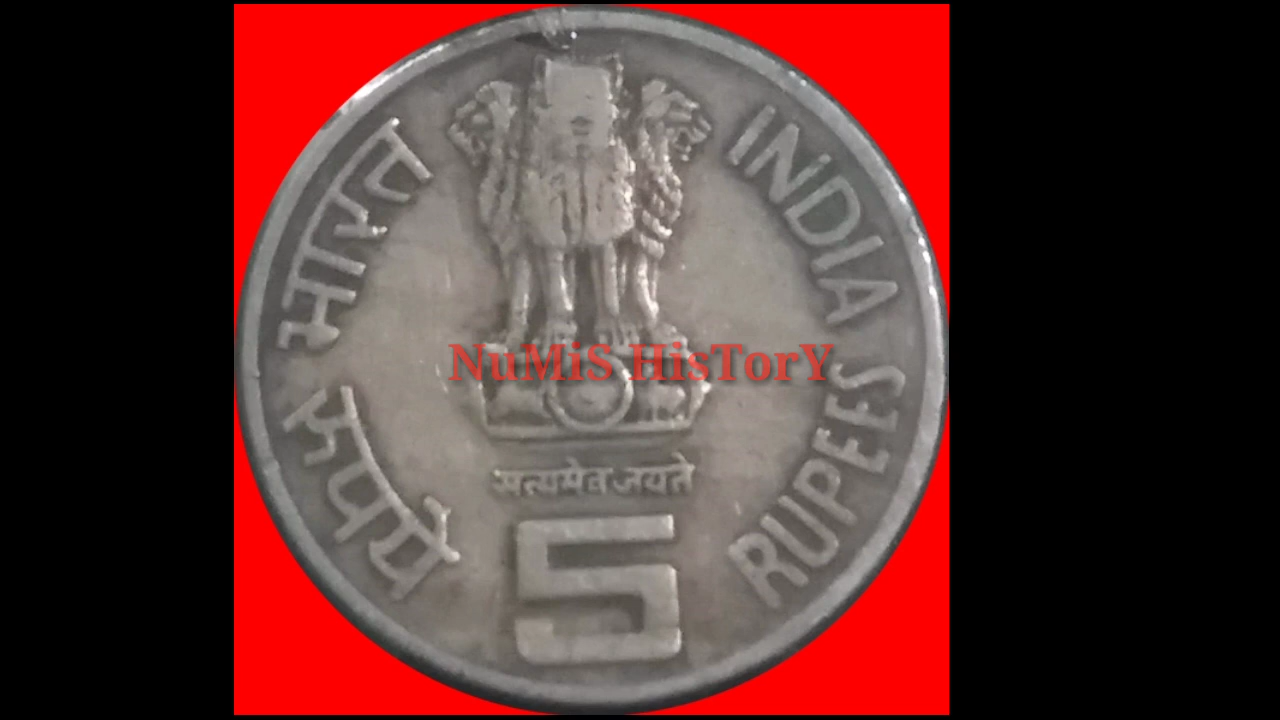 भारत
INDIA
NuMiS HisTorY
सत्यमेव जयते
रुपये
RUPEES
5